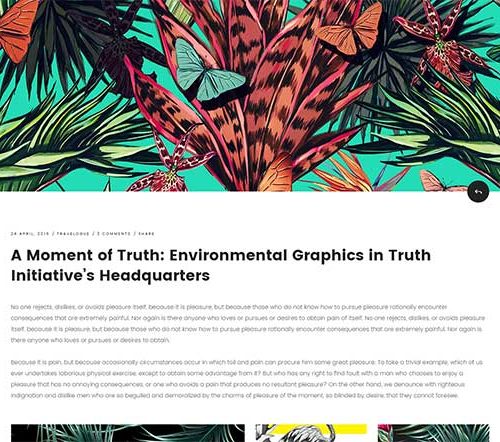 28 APRIL, 2016 / TRAVELOGUE / 3 COMMENTS / SHARE
A Moment of Truth: Environmental Graphics in Truth
Initiative's Headquarters
No one rejects, dislikes, or avoids pleasure itself, because it is pleasure, but because those who do not know how to pursue pleasure rationally encounter
consequences that are extremely painful. Nor again is there anyone who loves or pursues or desires to obtain pain of itself. No one rejects, dislikes, or avoids pleasure
itself, because it is pleasure, but because those who do not know how to pursue pleasure rationally encounter consequences that are extremely painful. Nor again is
there anyone who loves or pursues or desires to obtain.
Because it is pain, but because occasionally circumstances occur in which toil and pain can procure him some great pleasure. To take a trivial example, which of us
ever undertakes laborious physical exercise, except to obtain some advantage from it? But who has any right to find fault with a man who chooses to enjoy a
pleasure that has no annoying consequences, or one who avoids a pain that produces no resultant pleasure? On the other hand, we denounce with righteous
indignation and dislike men who are so beguiled and demoralized by the charms of pleasure of the moment, so blinded by desire, that they cannot foresee.